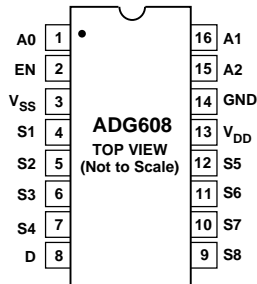 A0 1 16 A1
EN 2 15 A2
VSS 3 14 GND
S1 4 ADG608 13 VDD
S2 5 TOP VIEW 12 S5
(Not to Scale)
S3 6 11 S6
S4 7 10 S7
D 8 9 S8